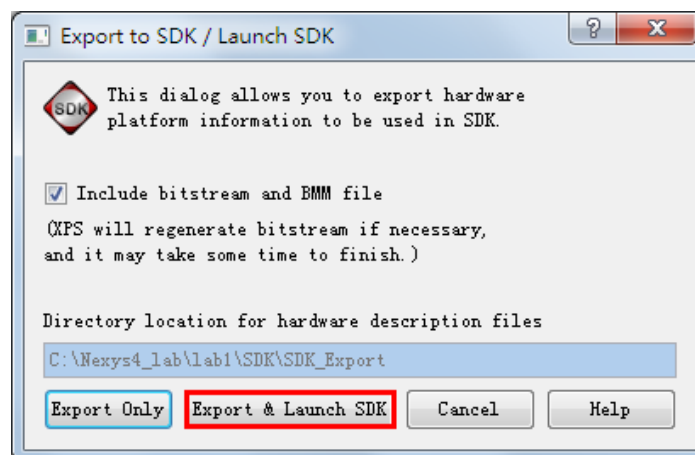 Export to SDK / Launch SDK
SDK
This dialog allows you to export hardware
platform information to be used in SDK.
Include bitstream and BMM file
(XPS will regenerate bitstream if necessary,
and it may take some time to finish.)
Directory location for hardware description files
C:\Nexys4_lab\lab1\SDK\SDK_Export
Export Only
Export & Launch SDK
Cancel
Help